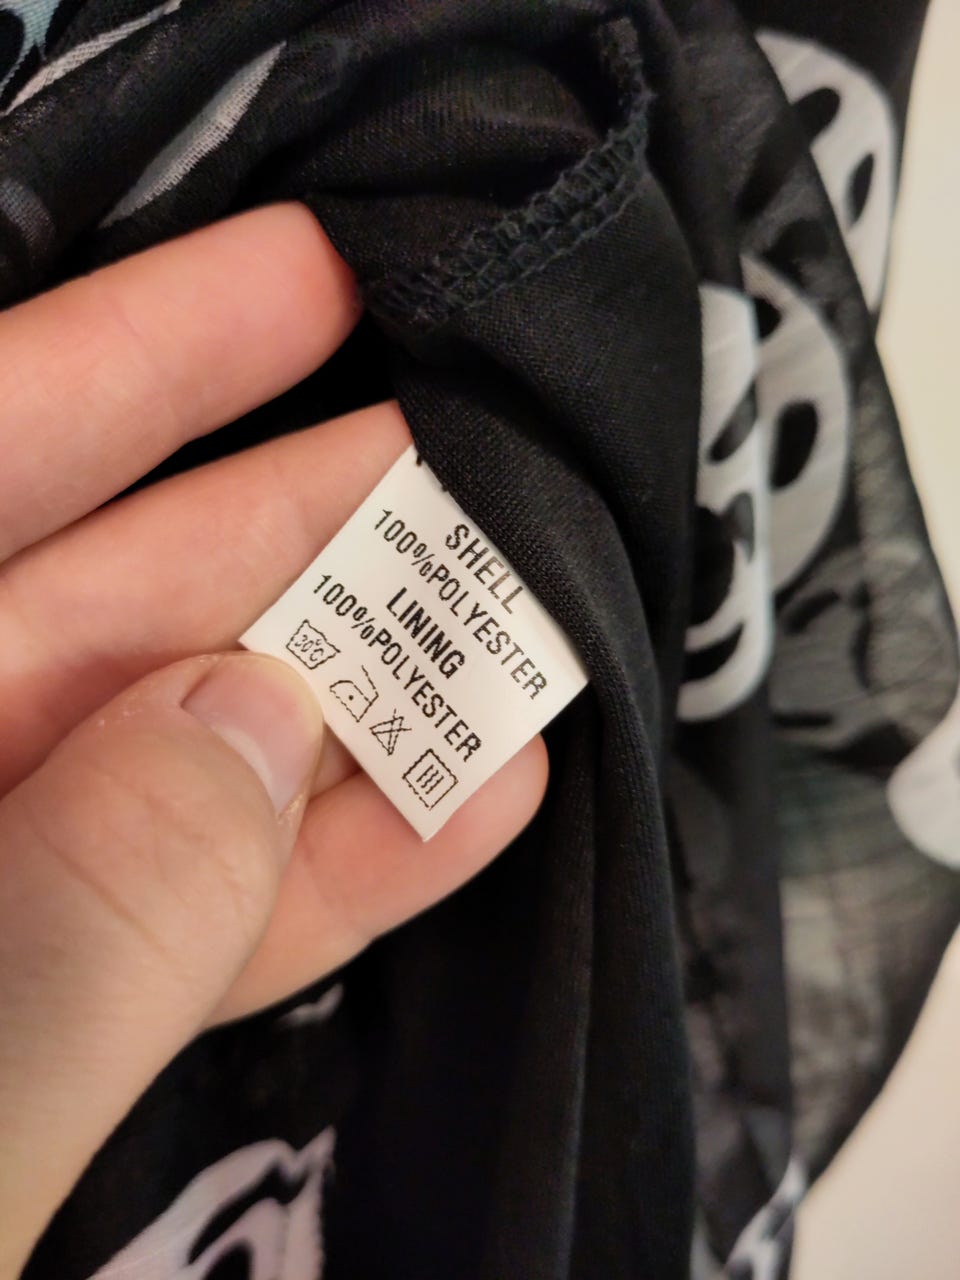 SHELL
100%POLYESTER
LINING
100%POLYESTER
30°C